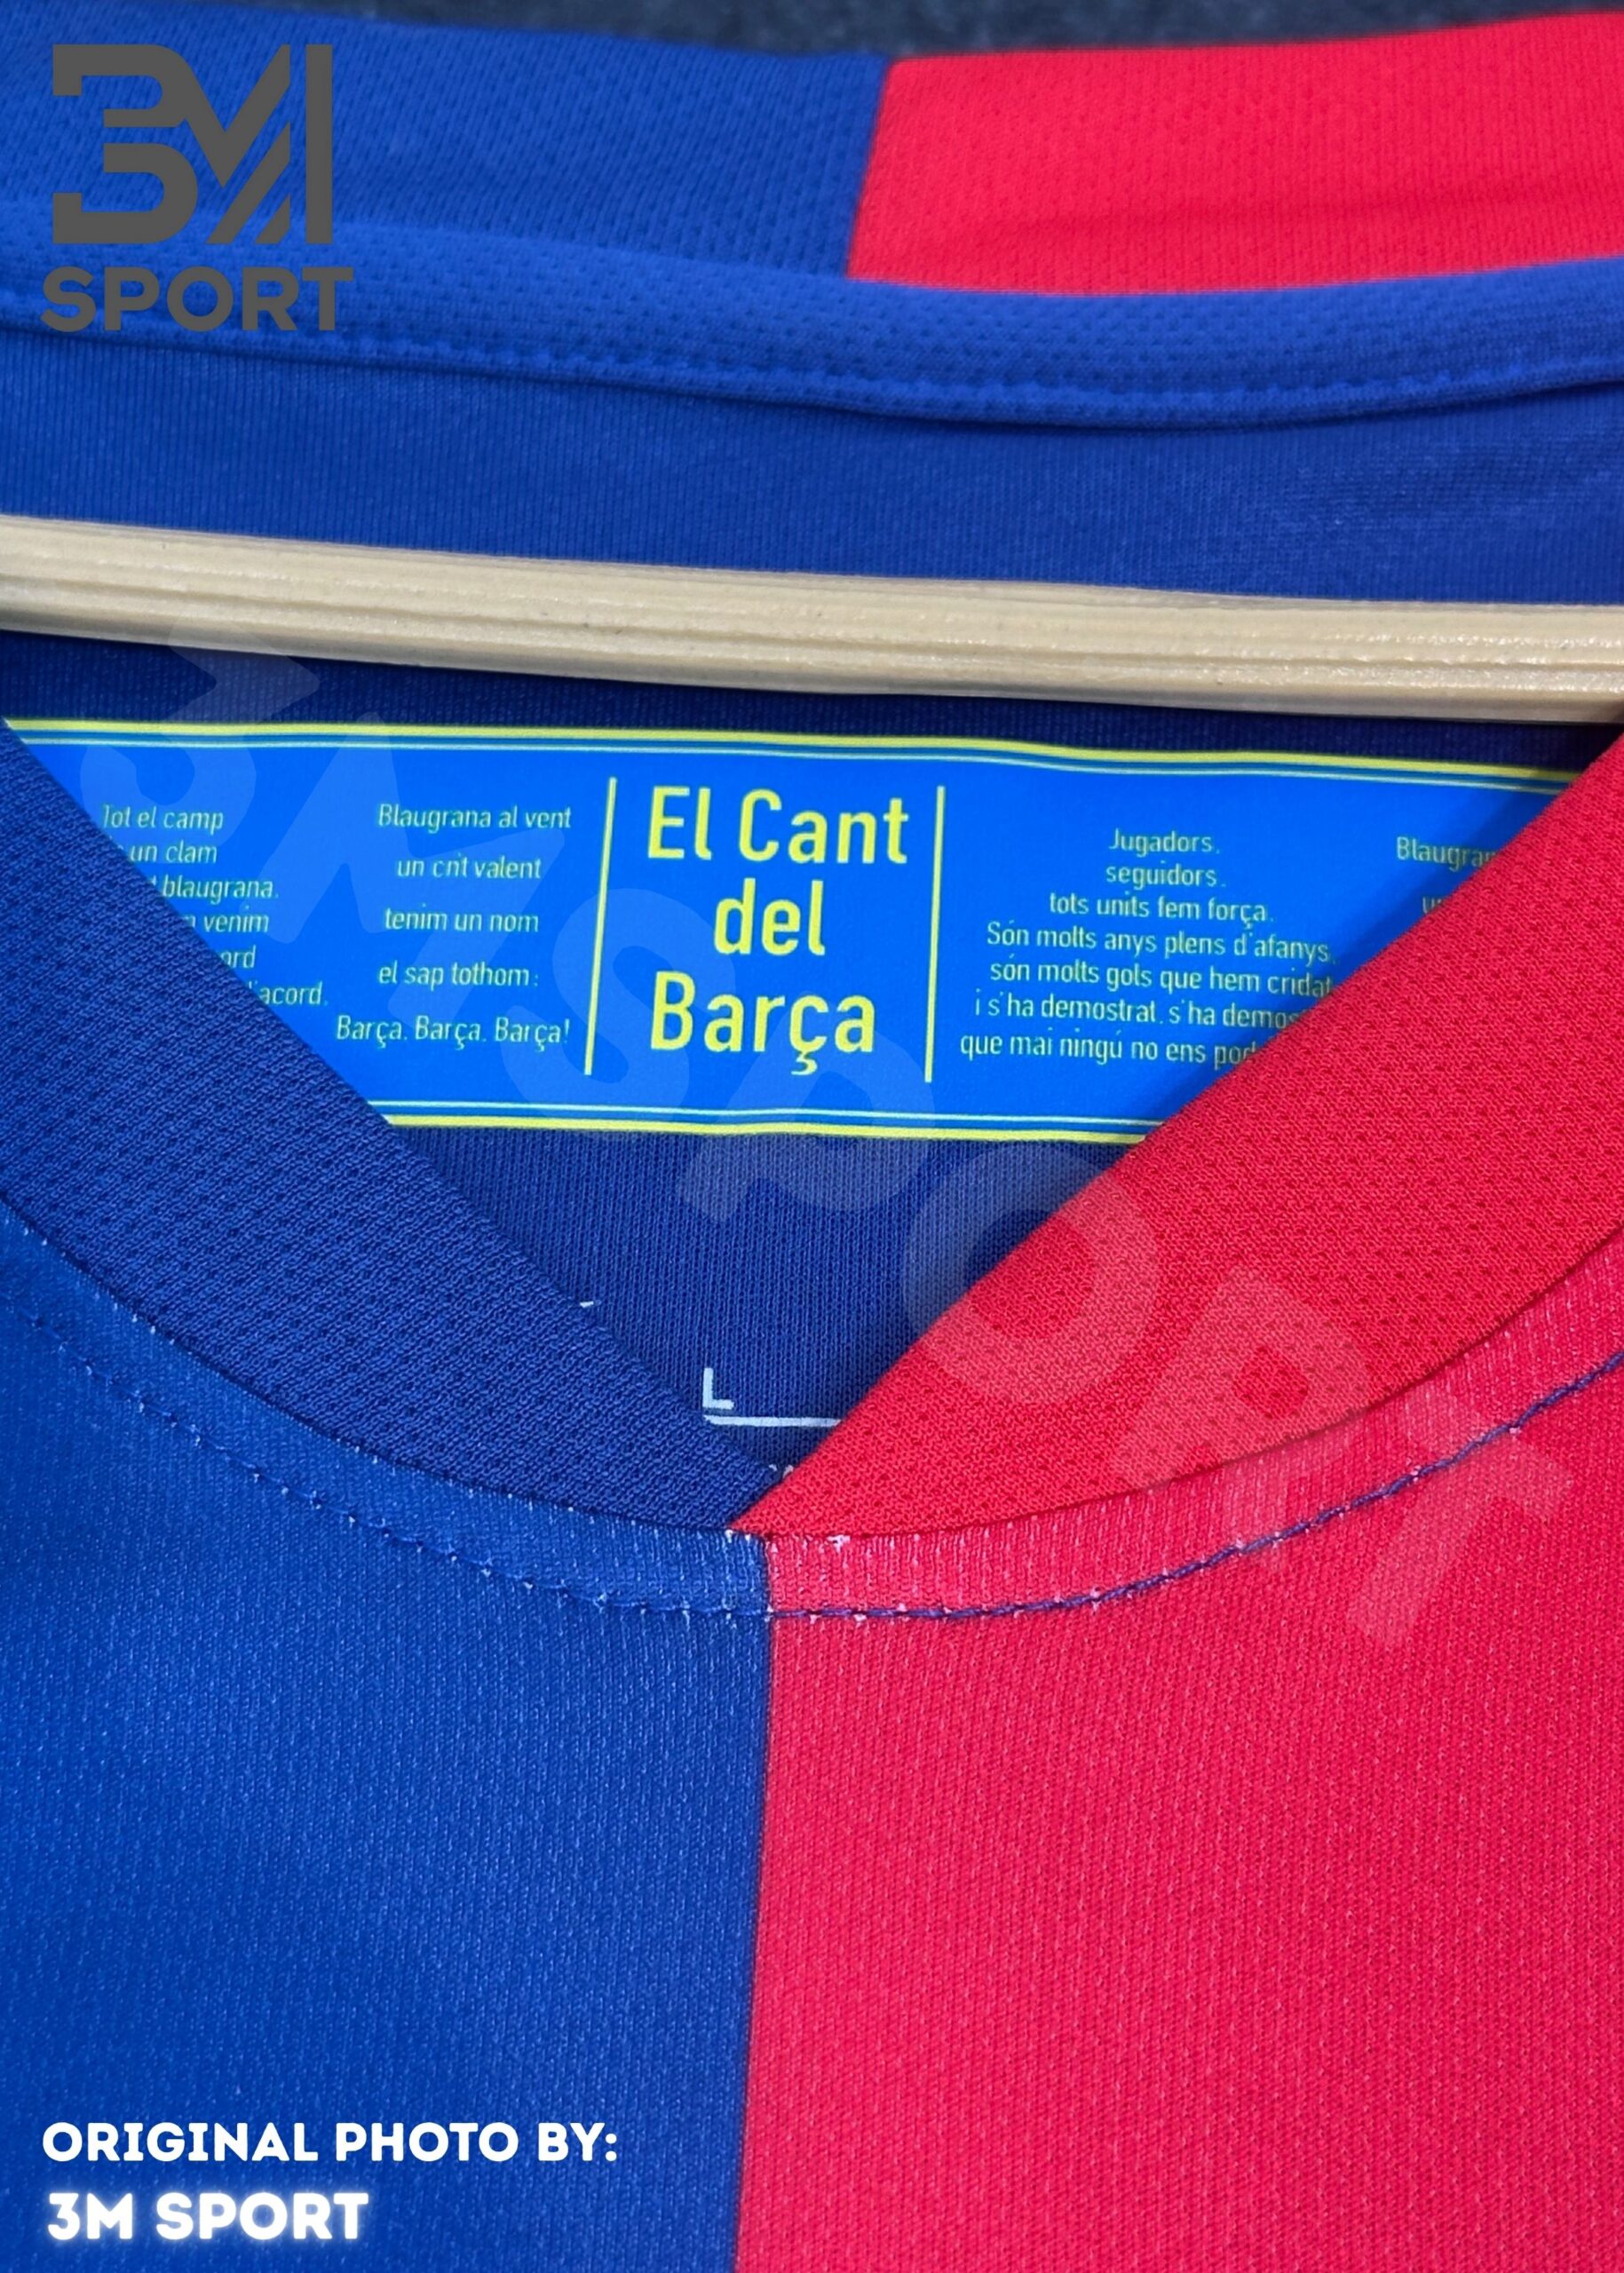 3M
SPORT
Tot el camp
un clam
blaugrana.
venim
acord.
Blaugrana al vent
un crit valent
tenim un nom
el sap tothom:
Barça. Barça. Barça!
El Cant
del
Barça
Jugadors.
seguidors.
tots units fem força.
Són molts anys plens d'afanys.
són molts gols que hem cridat
i s'ha demostrat. s'ha
que mai ningú no ens
L
3M SPORT
ORIGINAL PHOTO BY:
3M SPORT